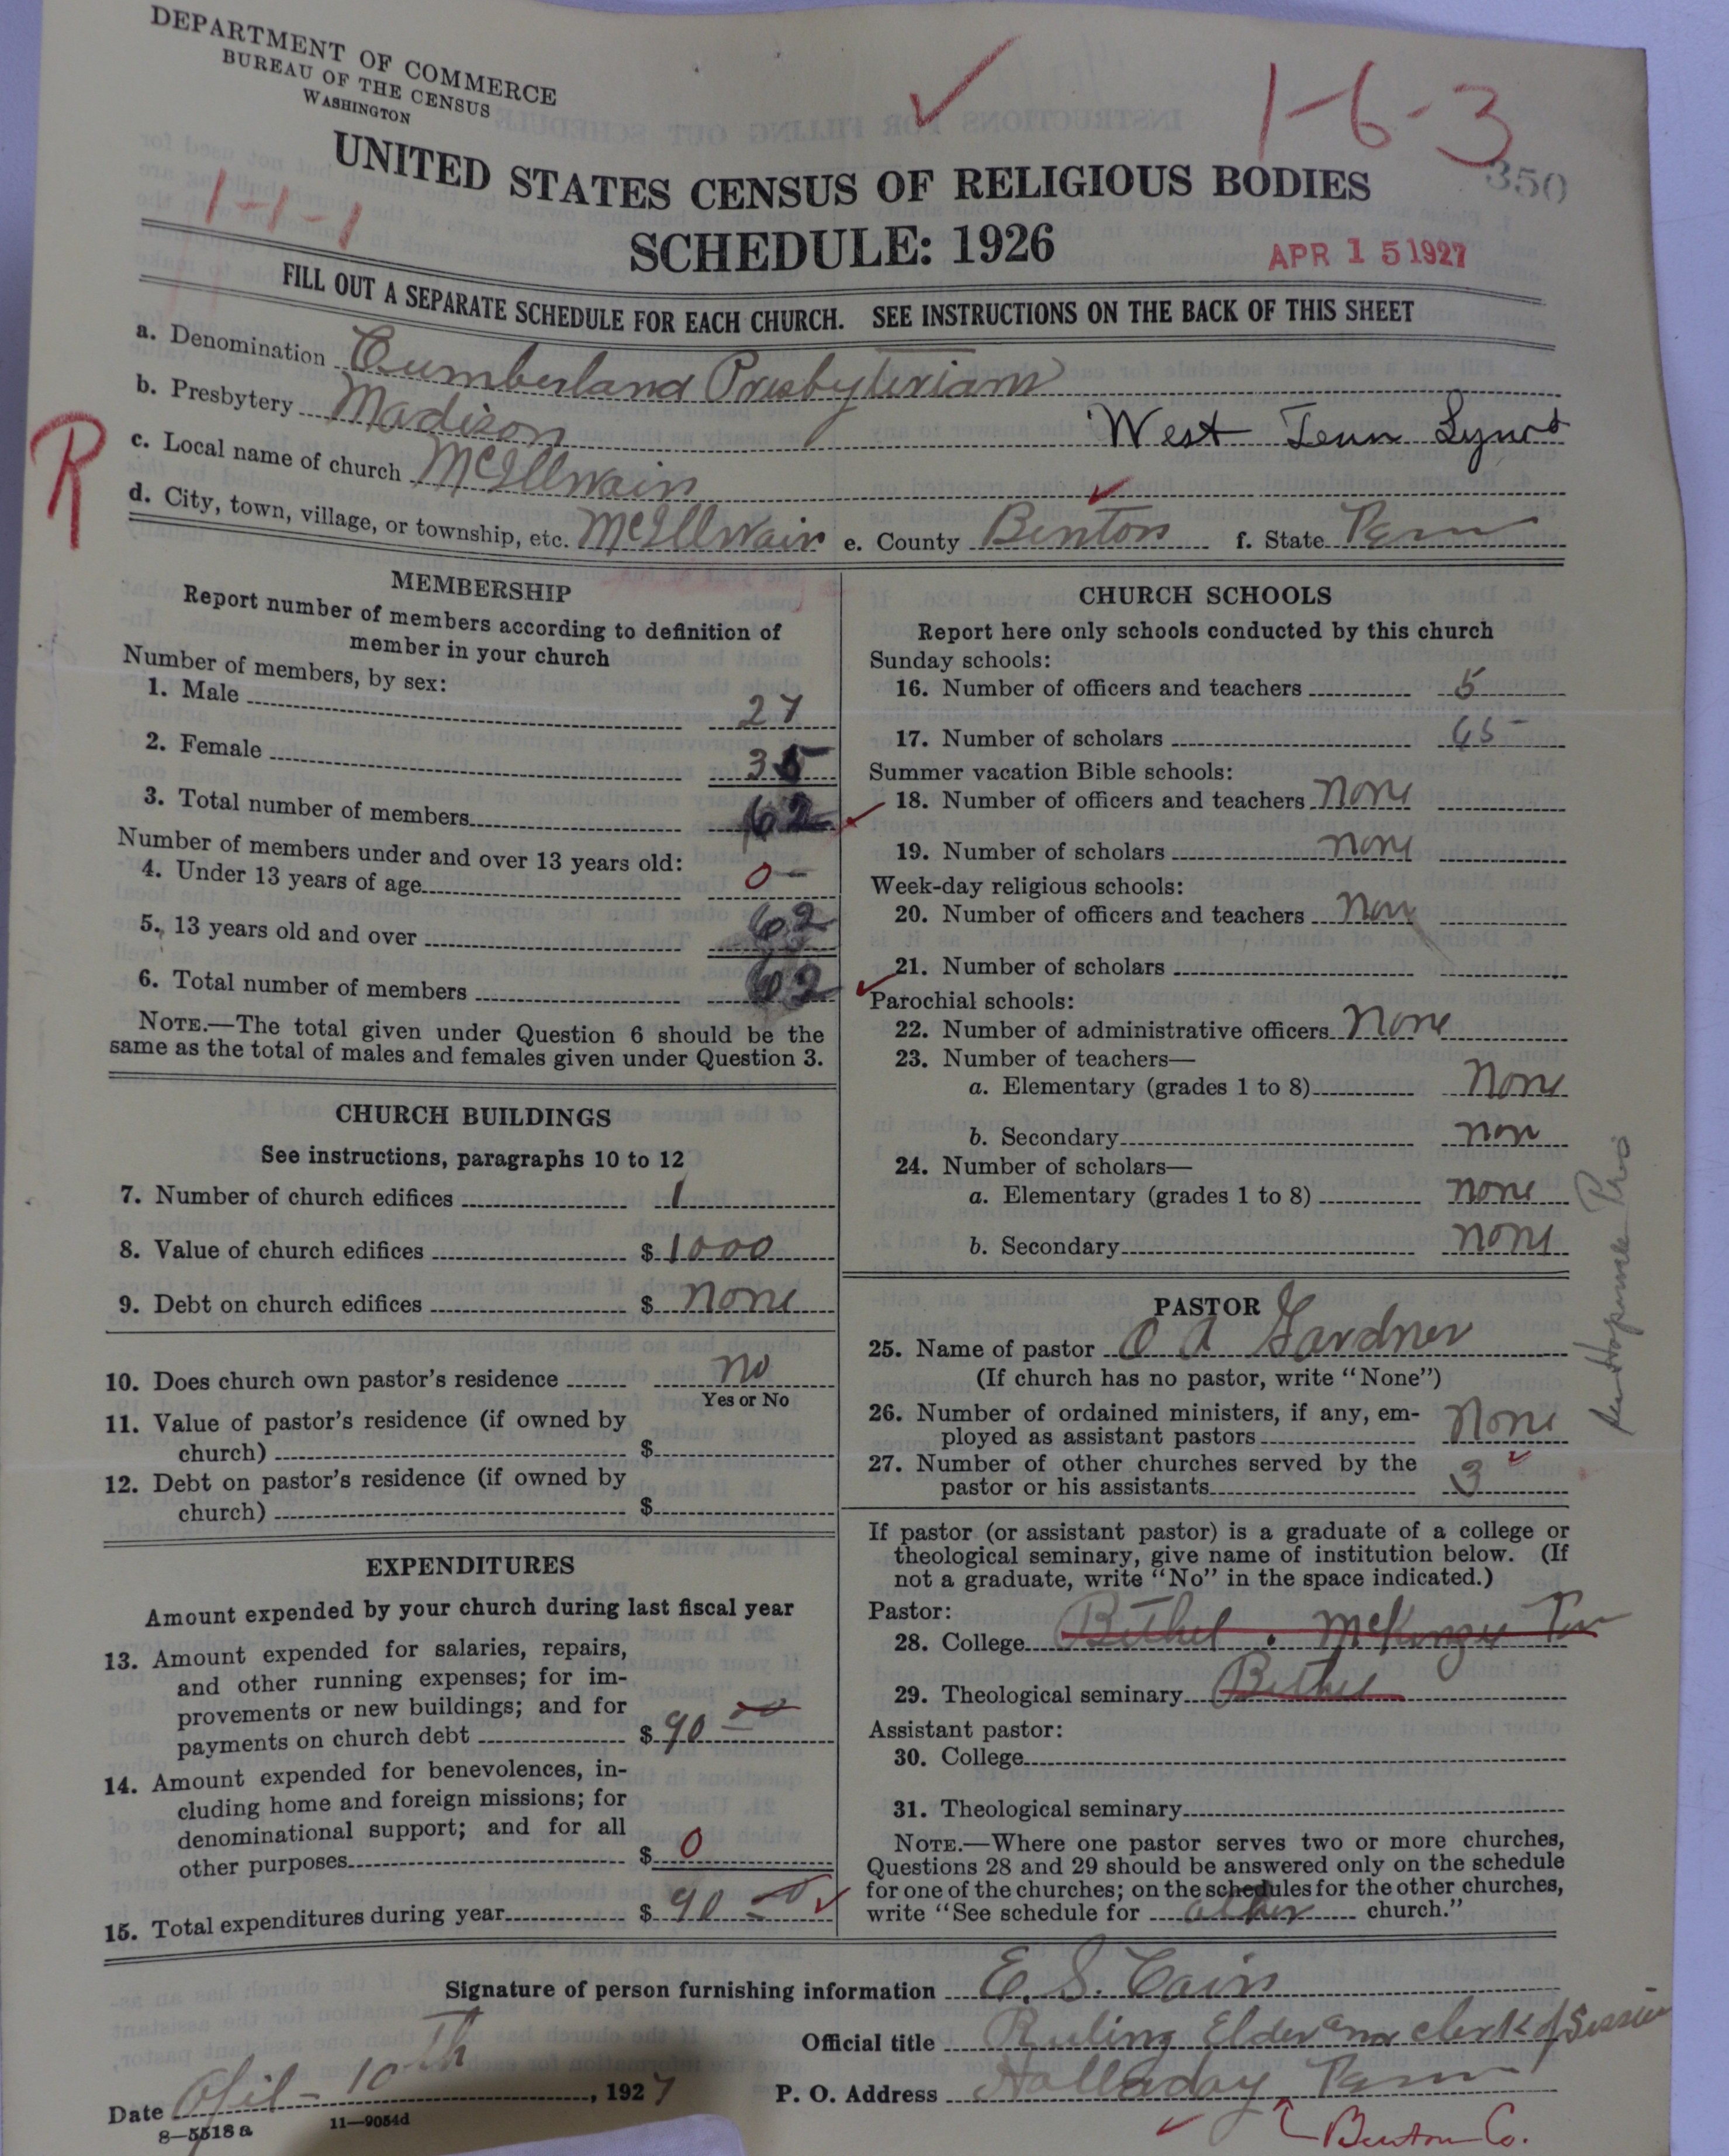 DEPARTMENT OF COMMERCE
BUREAU OF THE CENSUS
WASHINGTON
1-6-3
350
UNITED STATES CENSUS OF RELIGIOUS BODIES
1-1-1
SCHEDULE: 1926
APR 15 1927
FILL OUT A SEPARATE SCHEDULE FOR EACH CHURCH. SEE INSTRUCTIONS ON THE BACK OF THIS SHEET
a. Denomination Cumberland Presbyterian
b. Presbytery Madison West Tenn Synod
R
c. Local name of church McIllwain
d. City, town, village, or township, etc. McIllwain e. County Benton f. State Tenn
MEMBERSHIP
Report number of members according to definition of
member in your church
Number of members, by sex:
1. Male 27
2. Female 35
3. Total number of members 62
Number of members under and over 13 years old:
4. Under 13 years of age 0 –
5. 13 years old and over 62
6. Total number of members 62
NOTE.—The total given under Question 6 should be the
same as the total of males and females given under Question 3.
CHURCH BUILDINGS
See instructions, paragraphs 10 to 12
7. Number of church edifices 1
8. Value of church edifices $ 1000
9. Debt on church edifices $ none
10. Does church own pastor's residence no
Yes or No
11. Value of pastor's residence (if owned by
church) $
12. Debt on pastor's residence (if owned by
church) $
EXPENDITURES
Amount expended by your church during last fiscal year
13. Amount expended for salaries, repairs,
and other running expenses; for im-
provements or new buildings; and for
payments on church debt $ 90 00
14. Amount expended for benevolences, in-
cluding home and foreign missions; for
denominational support; and for all
other purposes $ 0
15. Total expenditures during year $ 90 00
CHURCH SCHOOLS
Report here only schools conducted by this church
Sunday schools:
16. Number of officers and teachers 5
17. Number of scholars 65
Summer vacation Bible schools:
18. Number of officers and teachers none
19. Number of scholars none
Week-day religious schools:
20. Number of officers and teachers non
21. Number of scholars
Parochial schools:
22. Number of administrative officers none
23. Number of teachers—
a. Elementary (grades 1 to 8) none
b. Secondary non
24. Number of scholars—
a. Elementary (grades 1 to 8) none
b. Secondary none
PASTOR
25. Name of pastor O A Gardner
(If church has no pastor, write "None")
26. Number of ordained ministers, if any, em-
ployed as assistant pastors none
27. Number of other churches served by the
pastor or his assistants 3
If pastor (or assistant pastor) is a graduate of a college or
theological seminary, give name of institution below. (If
not a graduate, write "No" in the space indicated.)
Pastor:
28. College Bethel . McKenzie Ten
29. Theological seminary Bethel
Assistant pastor:
30. College
31. Theological seminary
NOTE.—Where one pastor serves two or more churches,
Questions 28 and 29 should be answered only on the schedule
for one of the churches; on the schedules for the other churches,
write "See schedule for other church."
Signature of person furnishing information E. S. Cain
Official title Ruling Elder and clerk of Session
Date April - 10th, 1927 P. O. Address Holladay Tenn
8—5518 a 11—9054d
Benton Co.